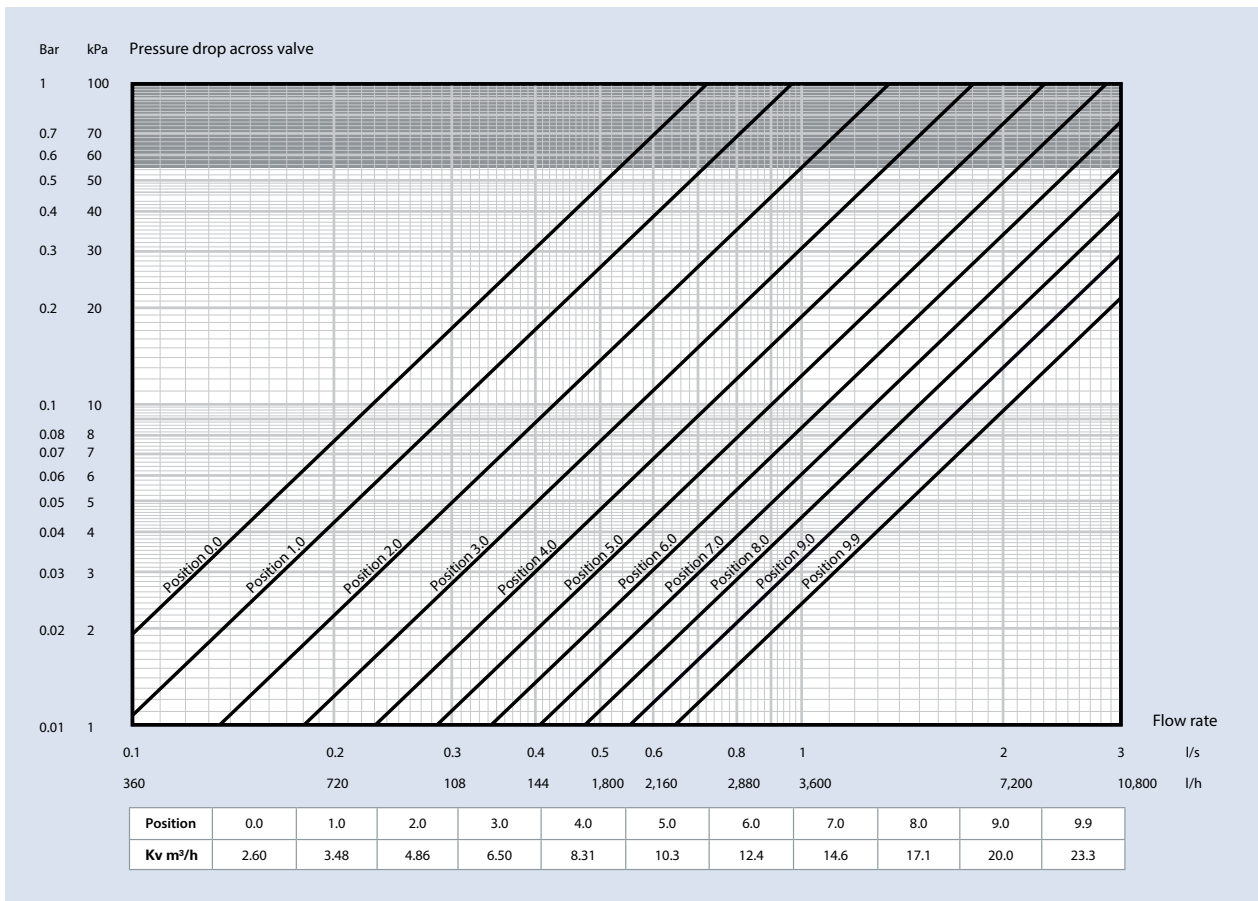 Bar kPa Pressure drop across valve
1 100
0.7 70
0.6 60
0.5 50
0.4 40
0.3 30
0.2 20
0.1 10
0.08 8
0.07 7
0.06 6
0.05 5
0.04 4
0.03 3
0.02 2
0.01 1
Position 0.0
Position 1.0
Position 2.0
Position 3.0
Position 4.0
Position 5.0
Position 6.0
Position 7.0
Position 8.0
Position 9.0
Position 9.9
Flow rate
0.1 0.2 0.3 0.4 0.5 0.6 0.8 1 2 3 l/s
360 720 108 144 1,800 2,160 2,880 3,600 7,200 10,800 l/h
Position 0.0 1.0 2.0 3.0 4.0 5.0 6.0 7.0 8.0 9.0 9.9
Kv m³/h 2.60 3.48 4.86 6.50 8.31 10.3 12.4 14.6 17.1 20.0 23.3